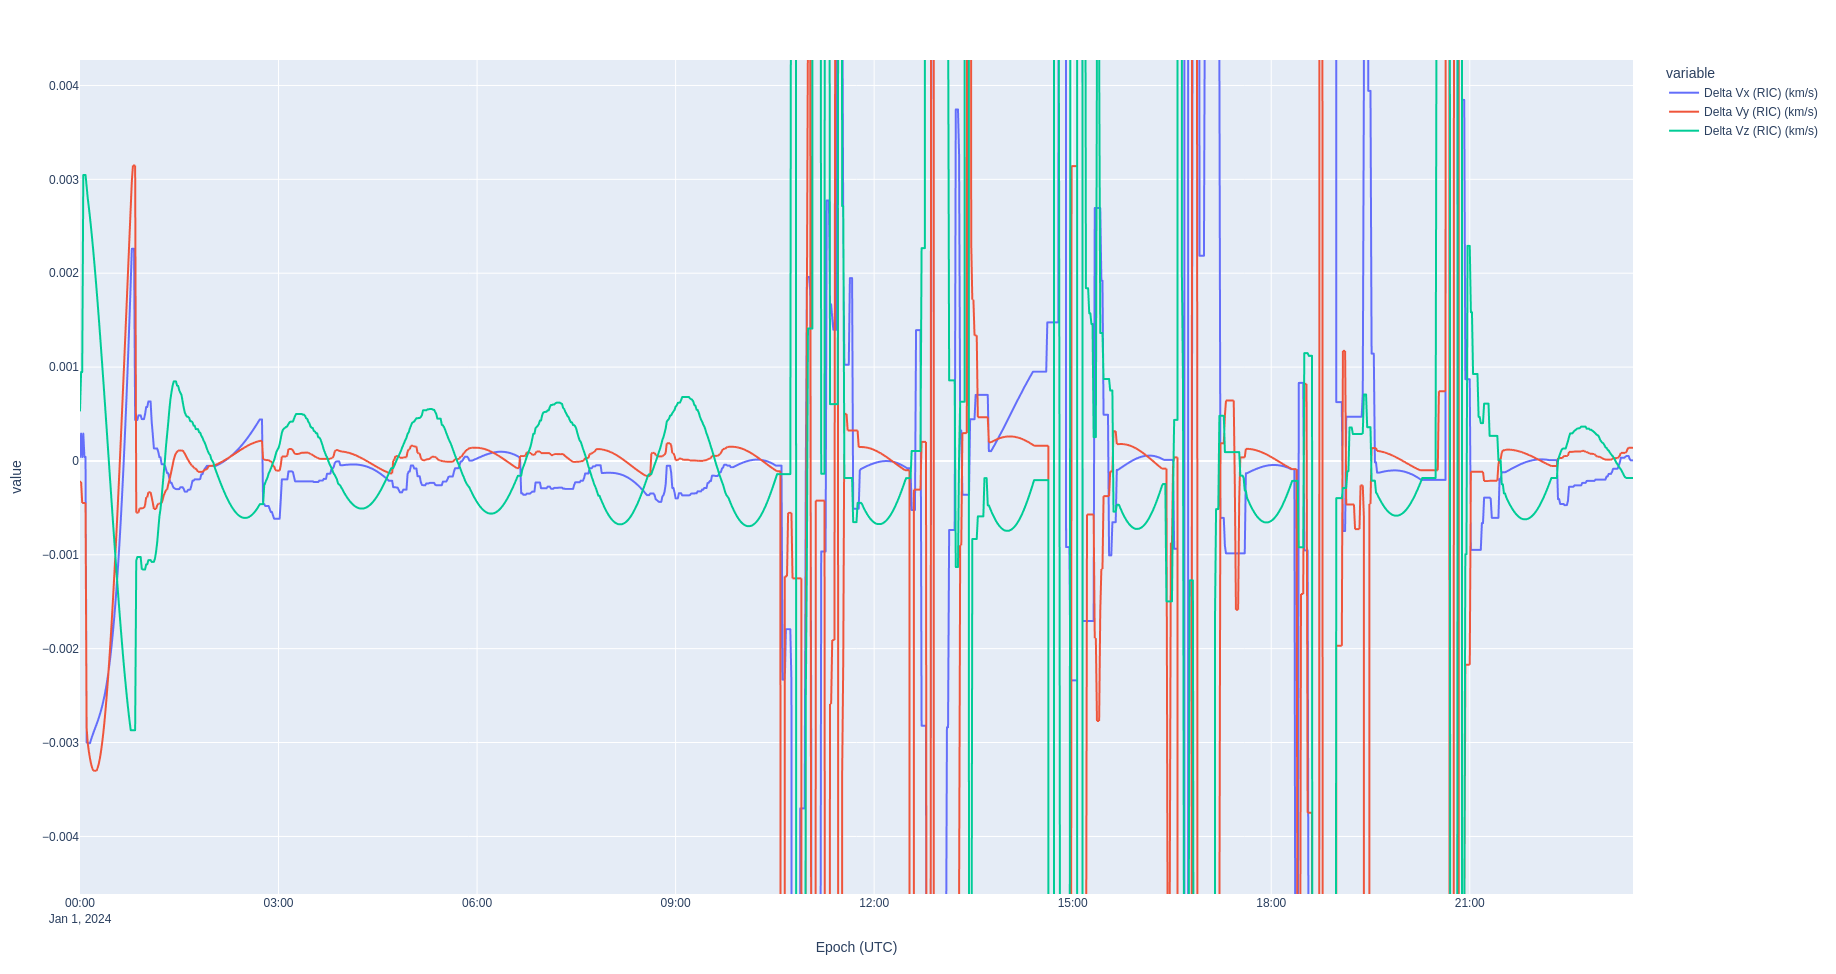 variable
Delta Vx (RIC) (km/s)
Delta Vy (RIC) (km/s)
Delta Vz (RIC) (km/s)
value
0.004
0.003
0.002
0.001
0
−0.001
−0.002
−0.003
−0.004
00:00 03:00 06:00 09:00 12:00 15:00 18:00 21:00
Jan 1, 2024
Epoch (UTC)